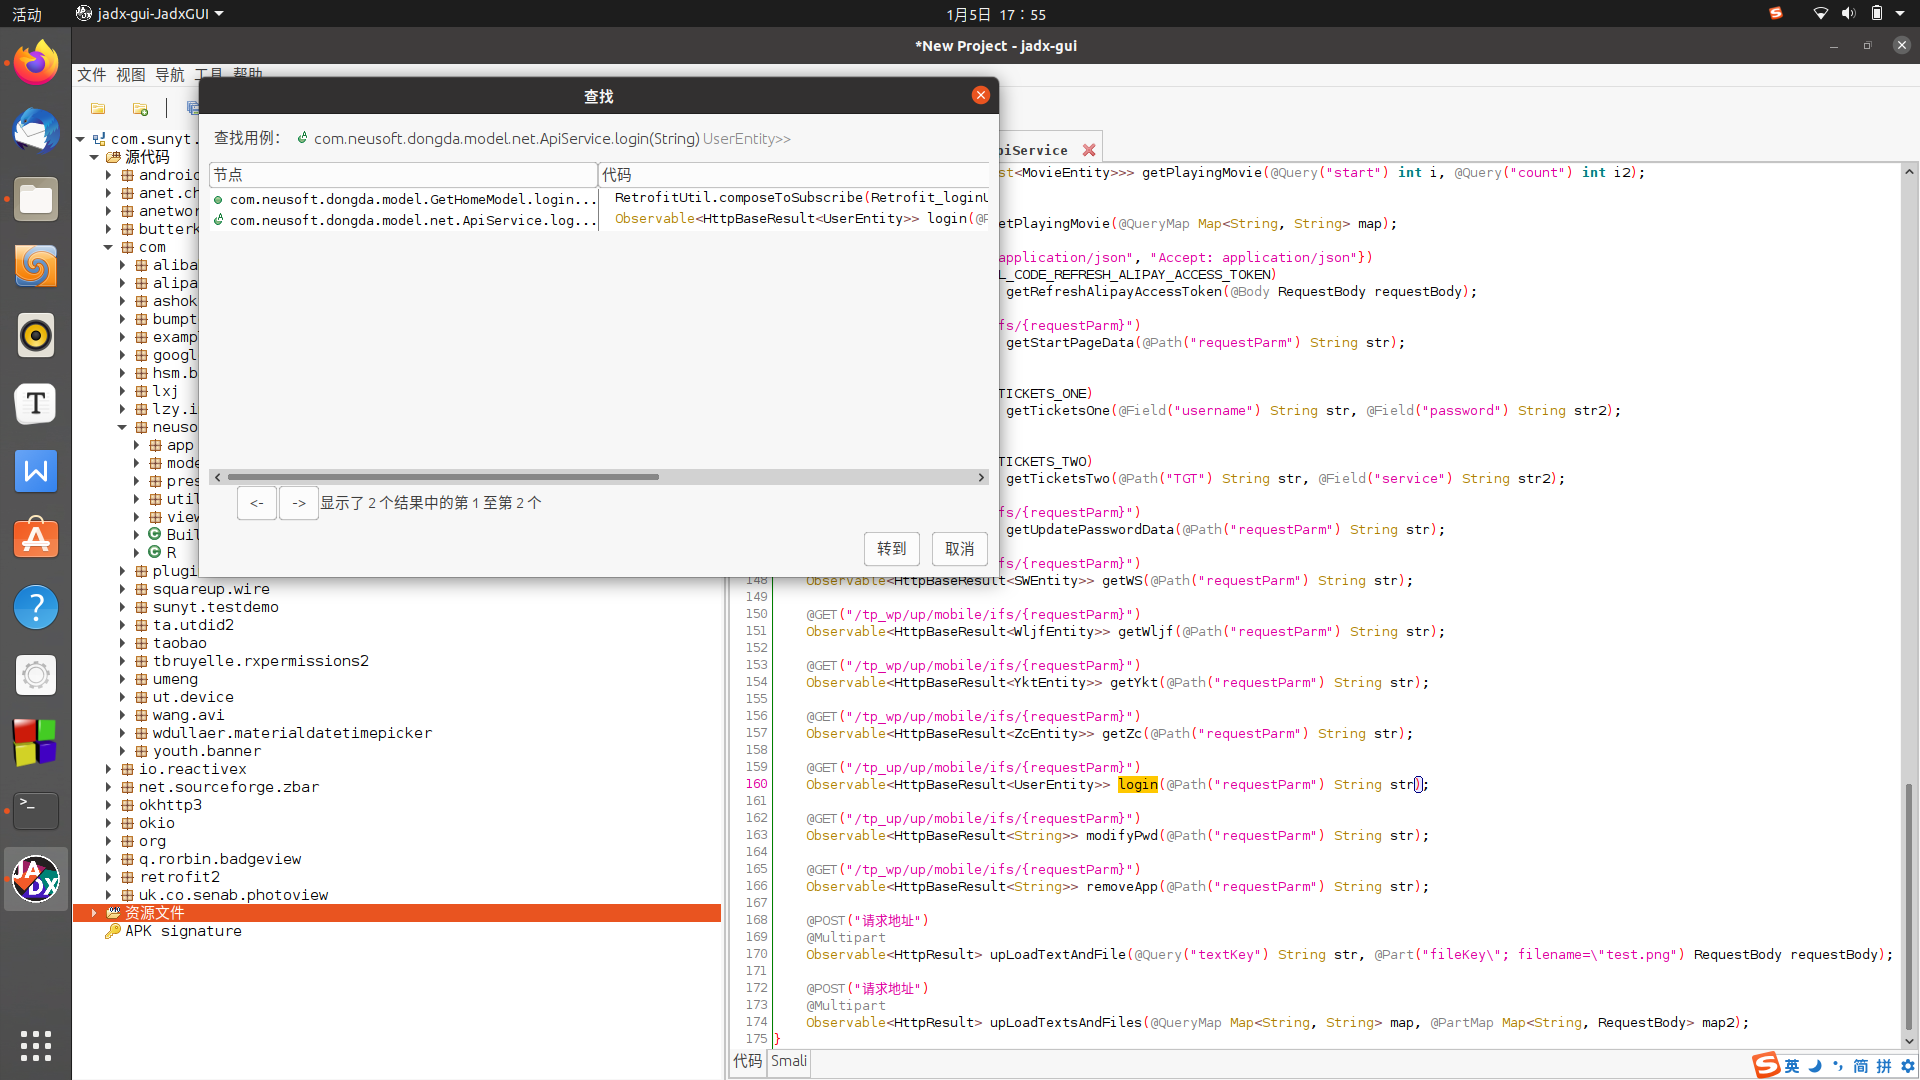 活动
jadx-gui-JadxGUI
1月5日 17：55
*New Project - jadx-gui
文件 视图 导航 工具 帮助
查找
查找用例：
com.neusoft.dongda.model.net.ApiService.login(String) UserEntity>>
节点
代码
com.neusoft.dongda.model.GetHomeModel.login...
RetrofitUtil.composeToSubscribe(Retrofit_login
com.neusoft.dongda.model.net.ApiService.log...
Observable<HttpBaseResult<UserEntity>> login(@
<-
->
显示了 2 个结果中的第 1 至第 2 个
转到
取消
com.sunyt.
源代码
android
anet.ch
anetwor
butterk
com
aliba
alipa
ashok
bumpt
examp
googl
hsm.b
lxj
lzy.i
neuso
app
mode
pres
util
view
Buil
R
plugi
squareup.wire
sunyt.testdemo
ta.utdid2
taobao
tbruyelle.rxpermissions2
umeng
ut.device
wang.avi
wdullaer.materialdatetimepicker
youth.banner
io.reactivex
net.sourceforge.zbar
okhttp3
okio
org
q.rorbin.badgeview
retrofit2
uk.co.senab.photoview
资源文件
APK signature
piService
st<MovieEntity>>> getPlayingMovie(@Query("start") int i, @Query("count") int i2);
etPlayingMovie(@QueryMap Map<String, String> map);
application/json", "Accept: application/json"})
L_CODE_REFRESH_ALIPAY_ACCESS_TOKEN)
getRefreshAlipayAccessToken(@Body RequestBody requestBody);
fs/{requestParm}")
getStartPageData(@Path("requestParm") String str);
TICKETS_ONE)
getTicketsOne(@Field("username") String str, @Field("password") String str2);
TICKETS_TWO)
getTicketsTwo(@Path("TGT") String str, @Field("service") String str2);
fs/{requestParm}")
getUpdatePasswordData(@Path("requestParm") String str);
fs/{requestParm}")
148 Observable<HttpBaseResult<SWEntity>> getWS(@Path("requestParm") String str);
149
150 @GET("/tp_wp/up/mobile/ifs/{requestParm}")
151 Observable<HttpBaseResult<WljfEntity>> getWljf(@Path("requestParm") String str);
152
153 @GET("/tp_wp/up/mobile/ifs/{requestParm}")
154 Observable<HttpBaseResult<YktEntity>> getYkt(@Path("requestParm") String str);
155
156 @GET("/tp_wp/up/mobile/ifs/{requestParm}")
157 Observable<HttpBaseResult<ZcEntity>> getZc(@Path("requestParm") String str);
158
159 @GET("/tp_up/up/mobile/ifs/{requestParm}")
160 Observable<HttpBaseResult<UserEntity>> login(@Path("requestParm") String str);
161
162 @GET("/tp_up/up/mobile/ifs/{requestParm}")
163 Observable<HttpBaseResult<String>> modifyPwd(@Path("requestParm") String str);
164
165 @GET("/tp_wp/up/mobile/ifs/{requestParm}")
166 Observable<HttpBaseResult<String>> removeApp(@Path("requestParm") String str);
167
168 @POST("请求地址")
169 @Multipart
170 Observable<HttpResult> upLoadTextAndFile(@Query("textKey") String str, @Part("fileKey\"; filename=\"test.png") RequestBody requestBody);
171
172 @POST("请求地址")
173 @Multipart
174 Observable<HttpResult> upLoadTextsAndFiles(@QueryMap Map<String, String> map, @PartMap Map<String, RequestBody> map2);
175 }
代码
Smali
英
简
拼